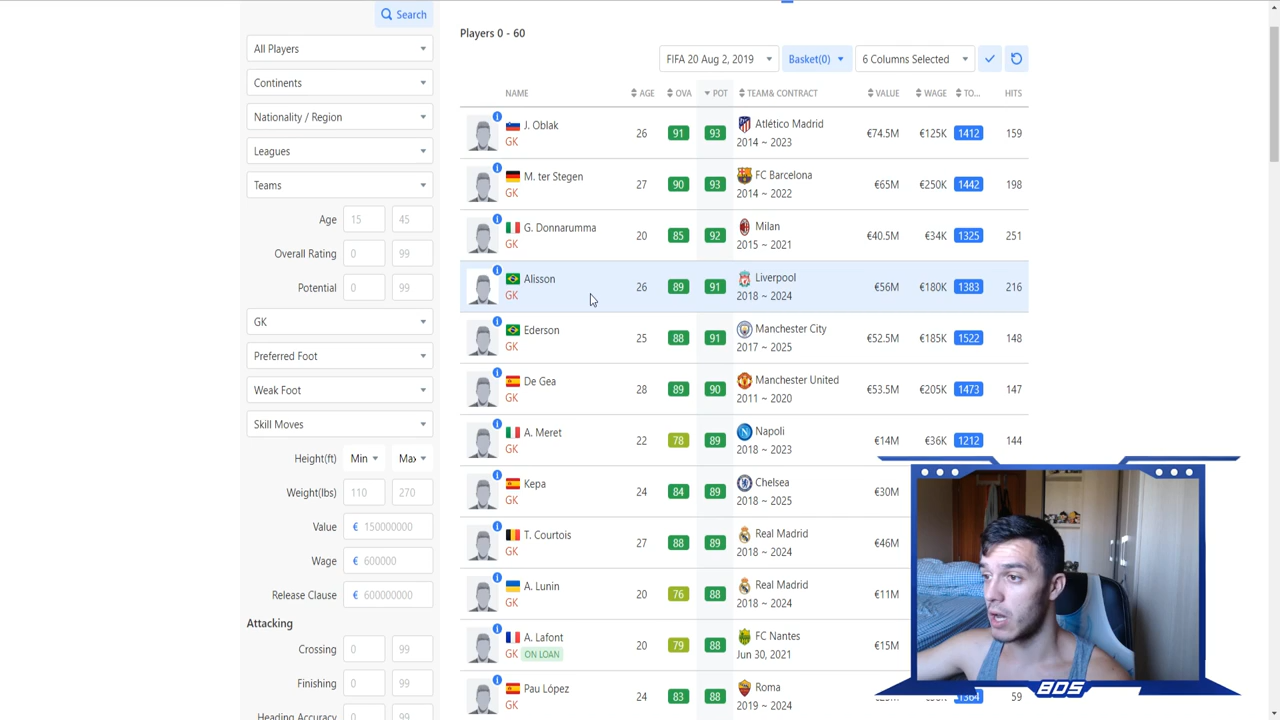 Search
All Players
Continents
Nationality / Region
Leagues
Teams
Age 15 45
Overall Rating 0 99
Potential 0 99
GK
Preferred Foot
Weak Foot
Skill Moves
Height(ft) Min Max
Weight(lbs) 110 270
Value € 150000000
Wage € 600000
Release Clause € 600000000
Attacking
Crossing 0 99
Finishing 0 99
Heading Accuracy 0 99
Players 0 - 60
FIFA 20 Aug 2, 2019 Basket(0) 6 Columns Selected
NAME AGE OVA POT TEAM& CONTRACT VALUE WAGE TO... HITS
J. Oblak 26 91 93 Atlético Madrid €74.5M €125K 1412 159
GK 2014 ~ 2023
M. ter Stegen 27 90 93 FC Barcelona €65M €250K 1442 198
GK 2014 ~ 2022
G. Donnarumma 20 85 92 Milan €40.5M €34K 1325 251
GK 2015 ~ 2021
Alisson 26 89 91 Liverpool €56M €180K 1383 216
GK 2018 ~ 2024
Ederson 25 88 91 Manchester City €52.5M €185K 1522 148
GK 2017 ~ 2025
De Gea 28 89 90 Manchester United €53.5M €205K 1473 147
GK 2011 ~ 2020
A. Meret 22 78 89 Napoli €14M €36K 1212 144
GK 2018 ~ 2023
Kepa 24 84 89 Chelsea €30M
GK 2018 ~ 2025
T. Courtois 27 88 89 Real Madrid €46M
GK 2018 ~ 2024
A. Lunin 20 76 88 Real Madrid €11M
GK 2018 ~ 2024
A. Lafont 20 79 88 FC Nantes €15M
GK ON LOAN Jun 30, 2021
Pau López 24 83 88 Roma 1364 59
GK 2019 ~ 2024
BDS